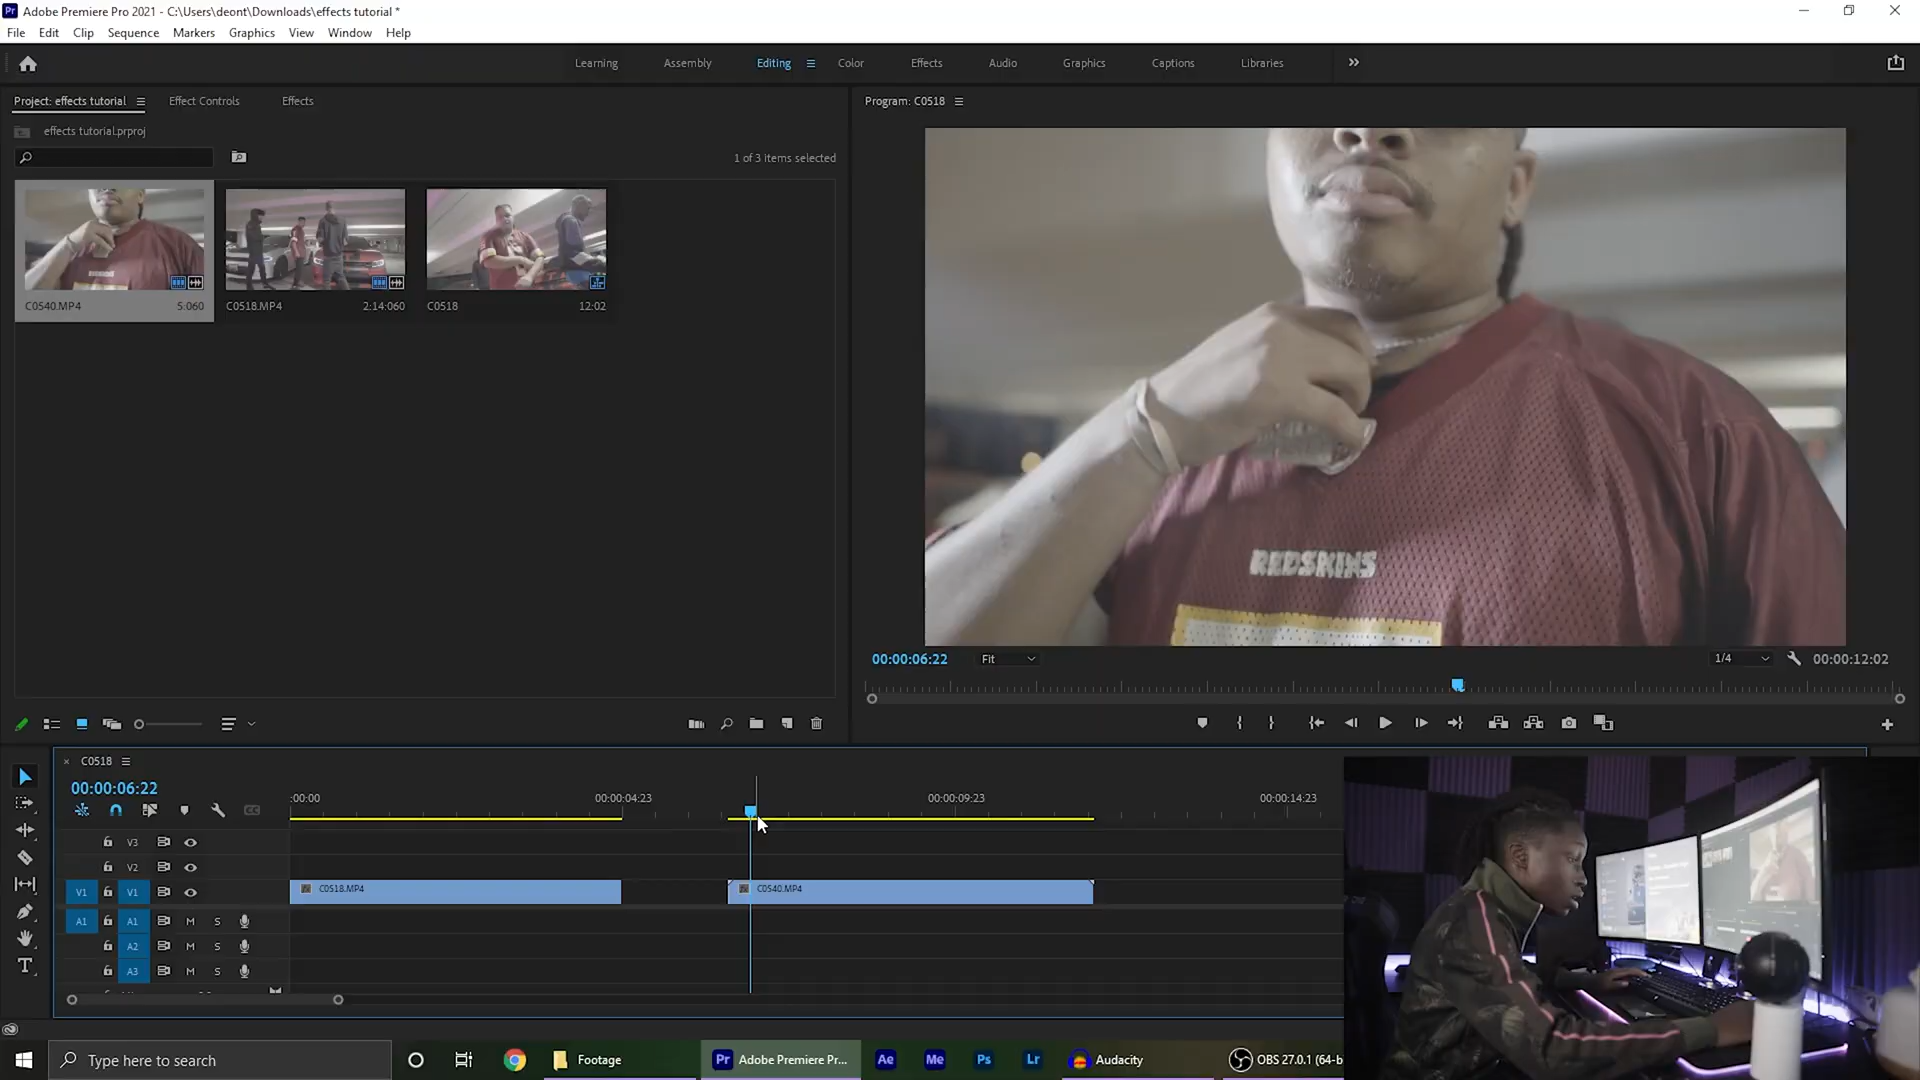 Pr Adobe Premiere Pro 2021 - C:\Users\deont\Downloads\effects tutorial *
File Edit Clip Sequence Markers Graphics View Window Help
Learning Assembly Editing Color Effects Audio Graphics Captions Libraries
Project: effects tutorial Effect Controls Effects
Program: C0518
effects tutorial.prproj
1 of 3 items selected
C0540.MP4 5:060 C0518.MP4 2:14:060 C0518 12:02
REDSKINS
00:00:06:22 Fit 1/4 00:00:12:02
C0518
00:00:06:22
:00:00 00:00:04:23 00:00:09:23 00:00:14:23
V3
V2
V1 V1 C0518.MP4 C0540.MP4
A1 A1 M S
A2 M S
A3 M S
Type here to search Footage Pr Adobe Premiere Pr... Ae Me Ps Lr Audacity OBS 27.0.1 (64-b